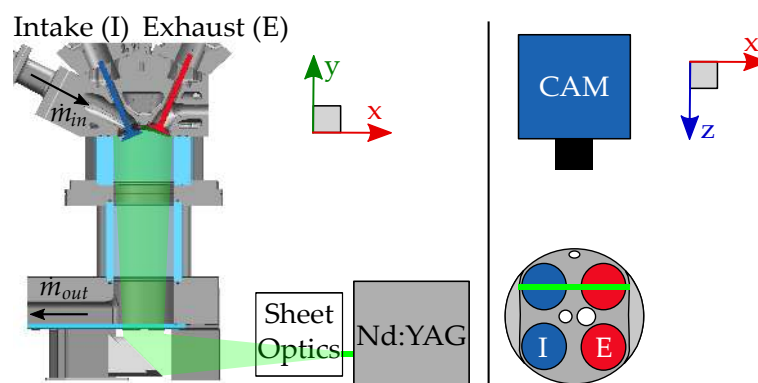 Intake (I) Exhaust (E)
ṁin
y
x
ṁout
Sheet
Optics
Nd:YAG
CAM
x
z
I
E